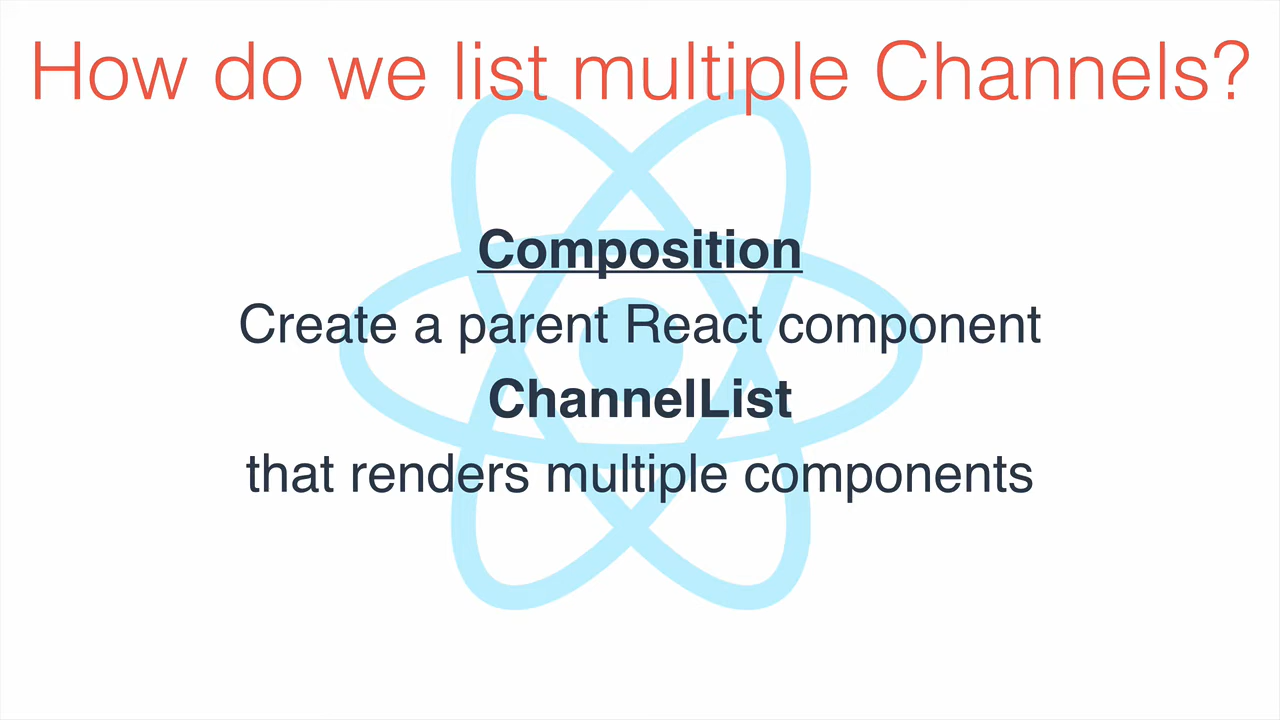 How do we list multiple Channels?
Composition
Create a parent React component
ChannelList
that renders multiple components